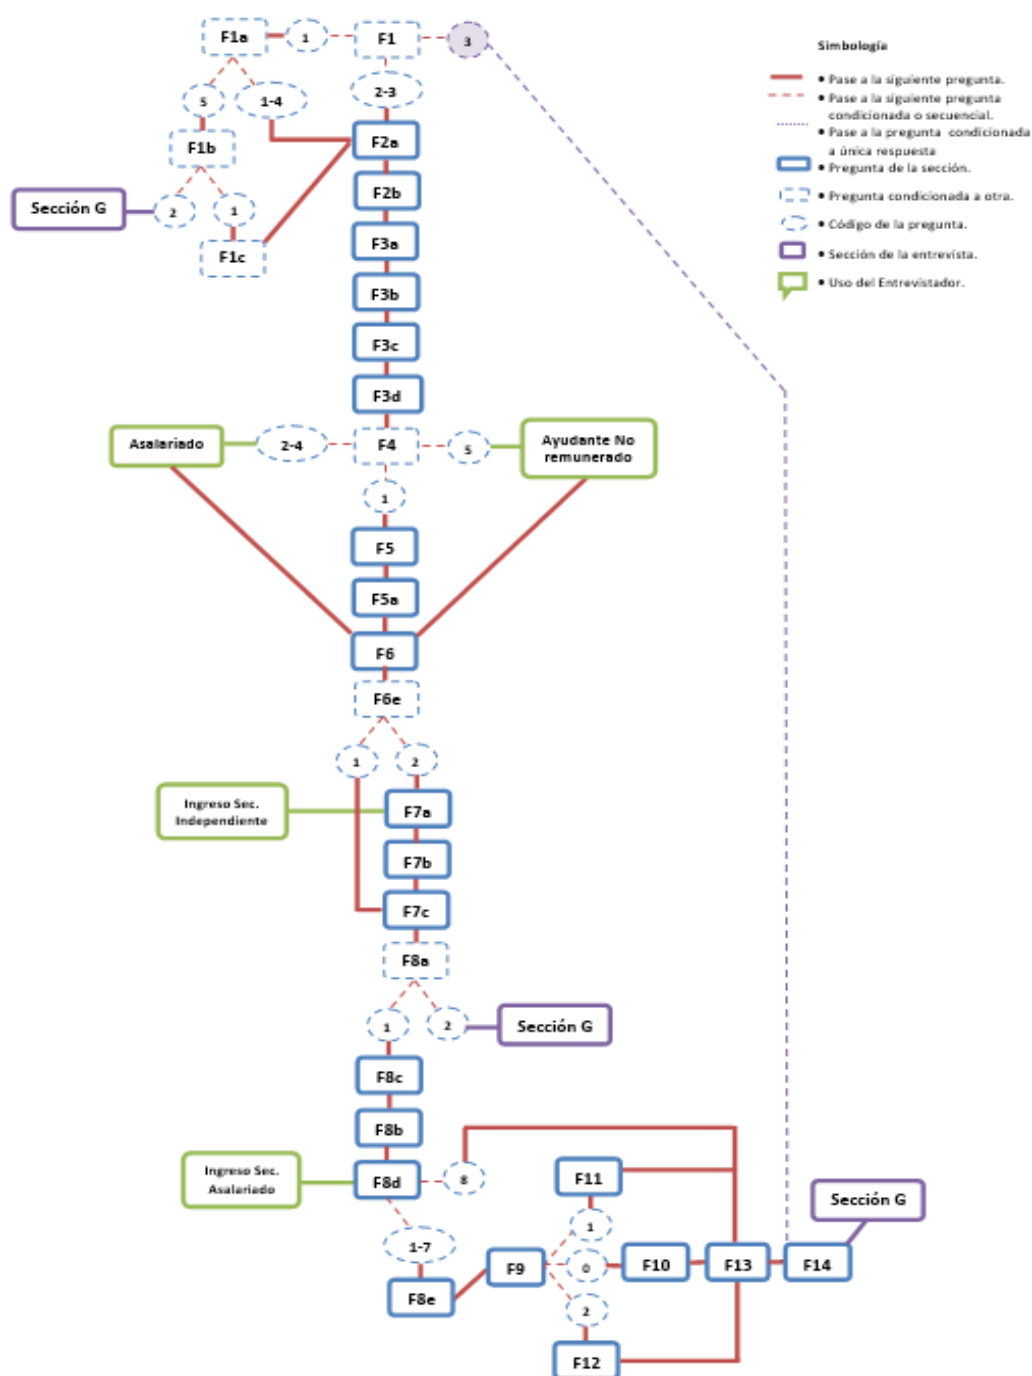 F1a
1
F1
3
Simbología
• Pase a la siguiente pregunta.
• Pase a la siguiente pregunta
condicionada o secuencial.
• Pase a la pregunta condicionada
a única respuesta
• Pregunta de la sección.
• Pregunta condicionada a otra.
• Código de la pregunta.
• Sección de la entrevista.
• Uso del Entrevistador.
5
1-4
2-3
F1b
F2a
F2b
Sección G
2
1
F1c
F3a
F3b
F3c
F3d
Asalariado
2-4
F4
5
Ayudante No
remunerado
1
F5
F5a
F6
F6e
1
2
Ingreso Sec.
Independiente
F7a
F7b
F7c
F8a
1
2
Sección G
F8c
F8b
Ingreso Sec.
Asalariado
F8d
8
F11
Sección G
1
1-7
F9
0
F10
F13
F14
F8e
2
F12